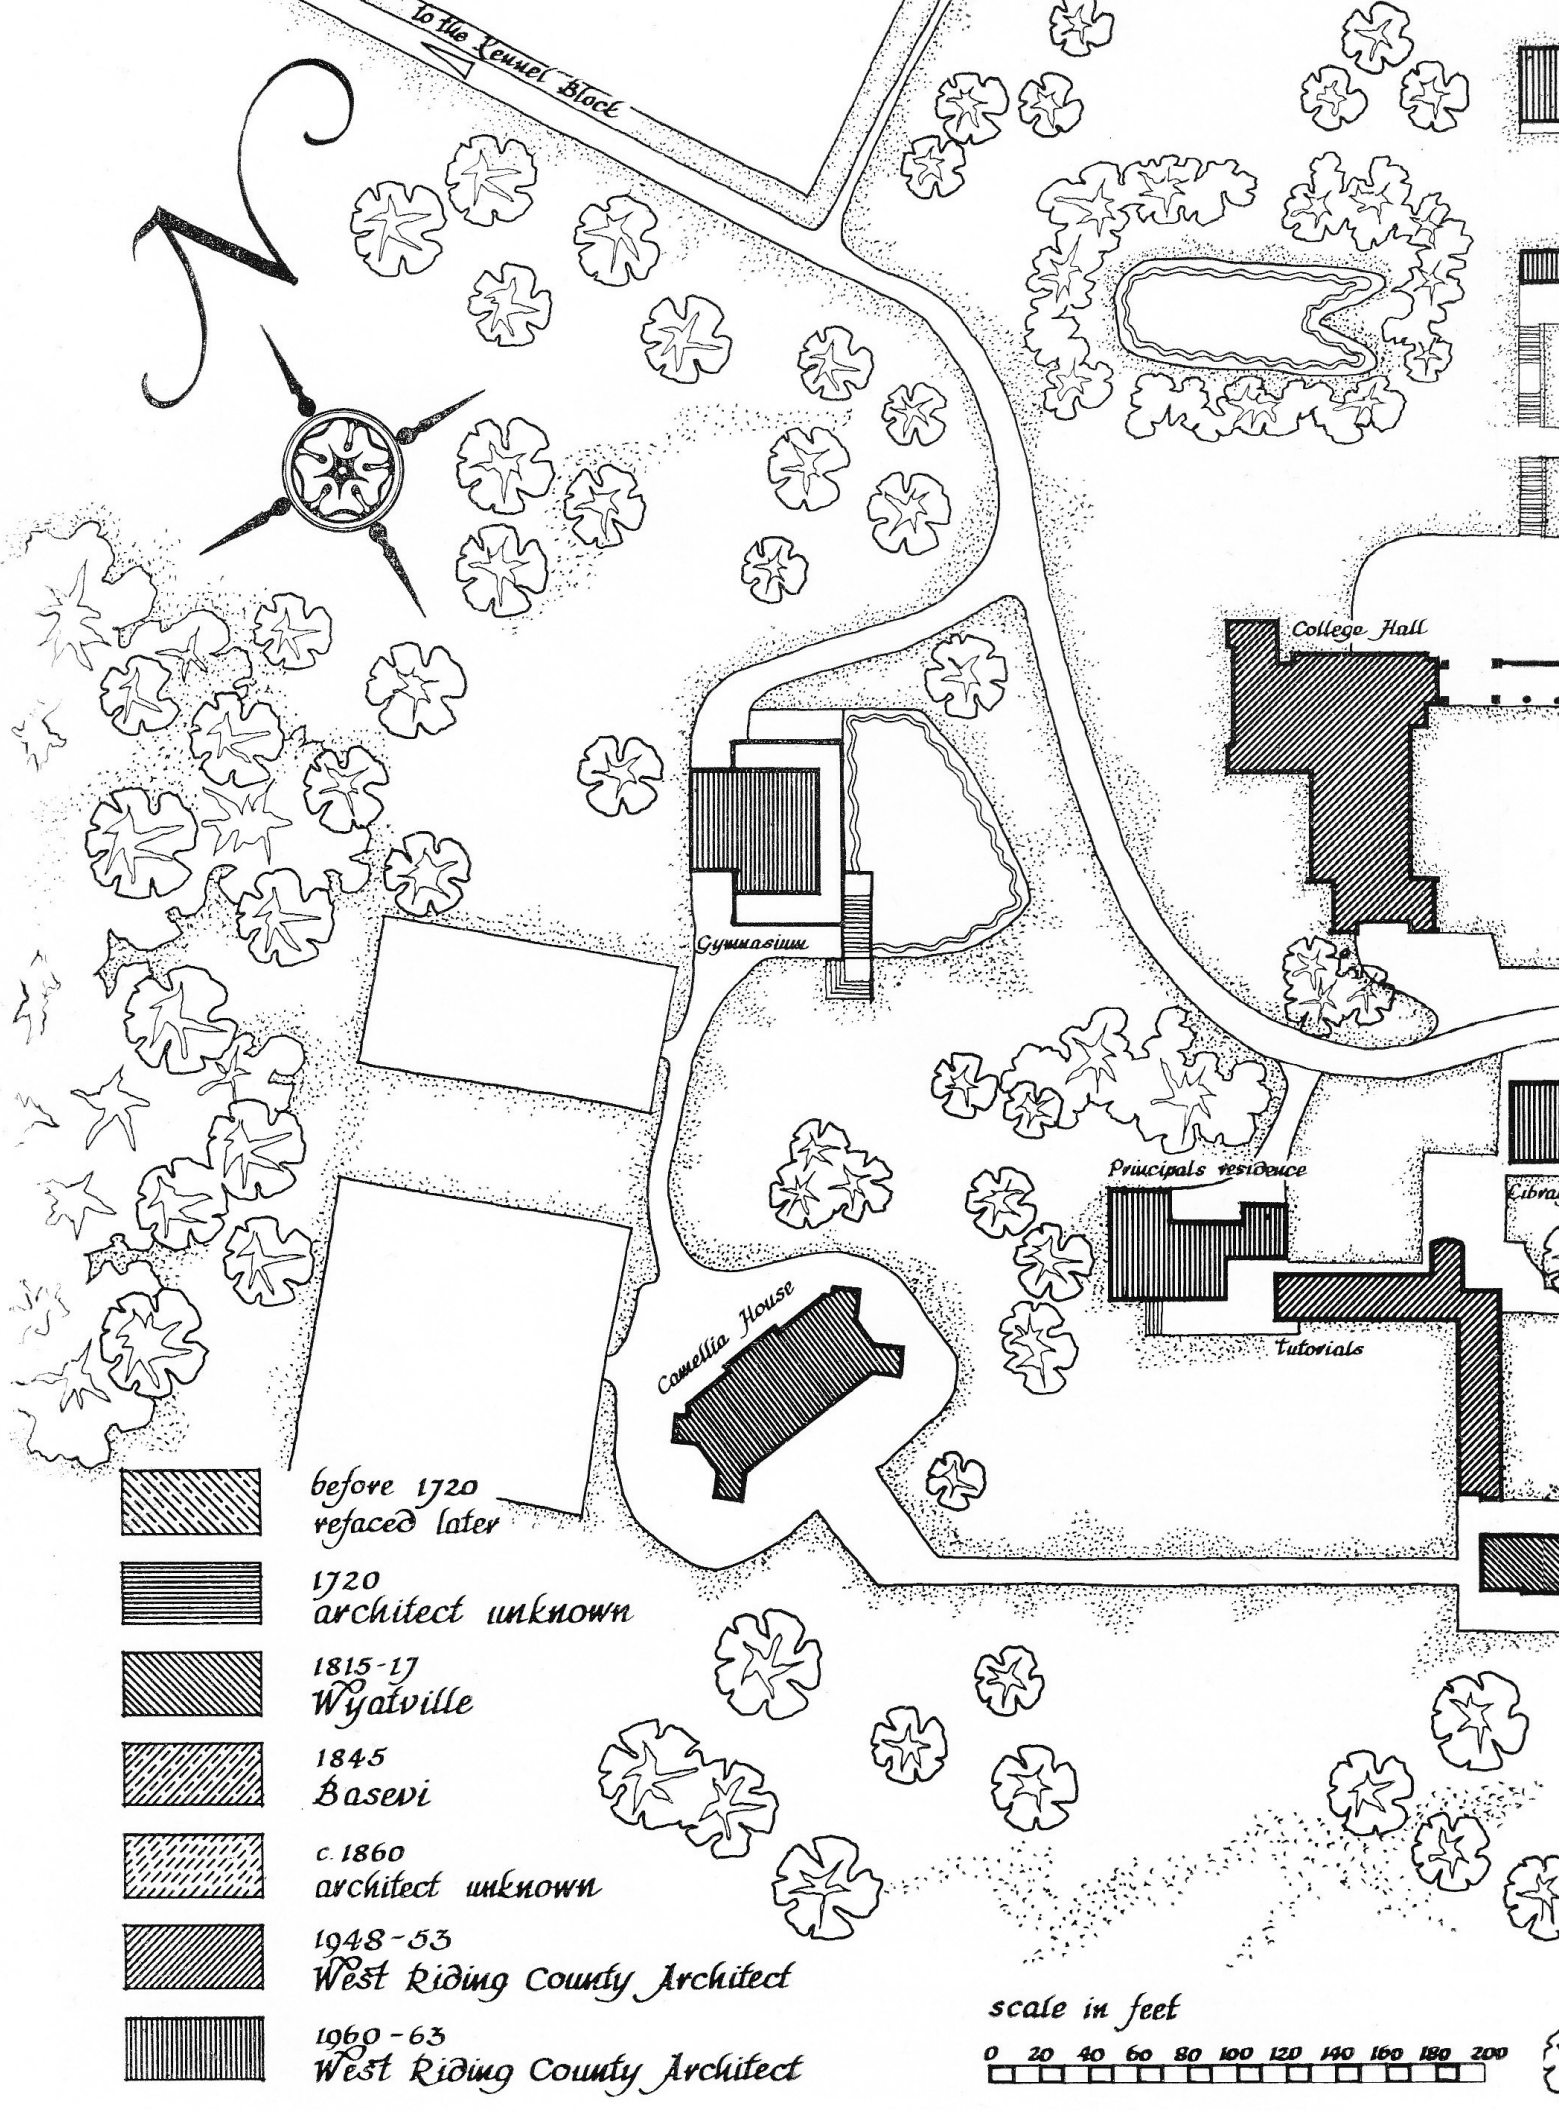 to the Kennel Block
N
College Hall
Gymnasium
Principals residence
Tutorials
Camellia House
before 1720
refaced later
1720
architect unknown
1815-17
Wyatville
1845
Basevi
c. 1860
architect unknown
1948-53
West Riding County Architect
1960-63
West Riding County Architect
scale in feet
0 20 40 60 80 100 120 140 160 180 200